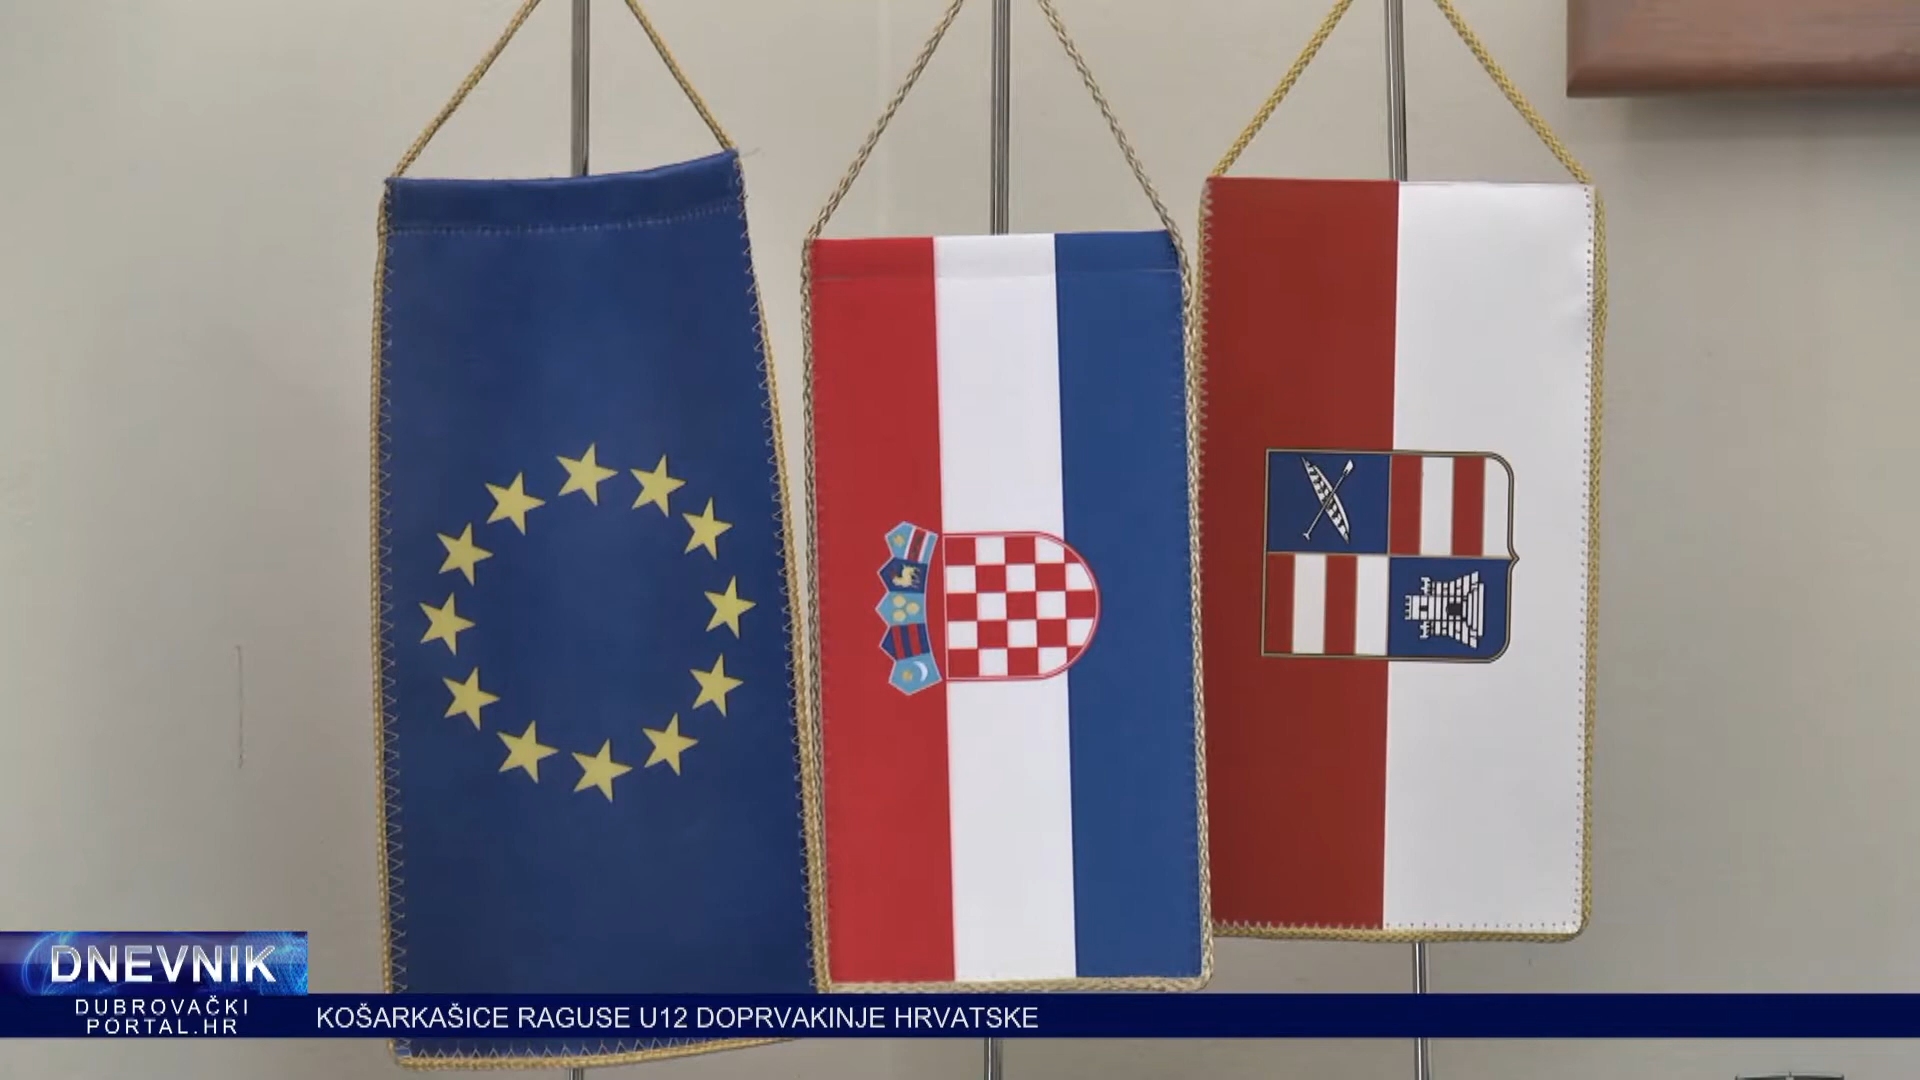 DNEVNIK
DUBROVAČKI
PORTAL.HR
KOŠARKAŠICE RAGUSE U12 DOPRVAKINJE HRVATSKE